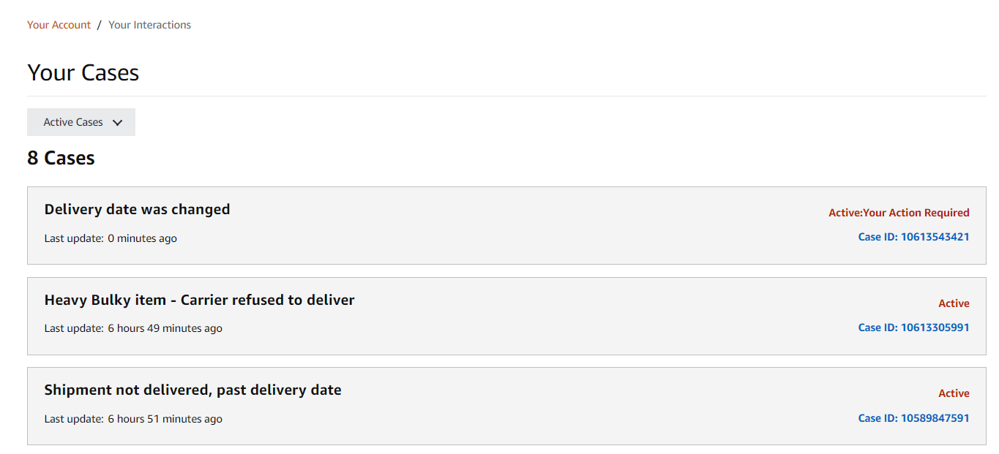 Your Account / Your Interactions
Your Cases
Active Cases
8 Cases
Delivery date was changed
Active:Your Action Required
Last update: 0 minutes ago
Case ID: 10613543421
Heavy Bulky item - Carrier refused to deliver
Active
Last update: 6 hours 49 minutes ago
Case ID: 10613305991
Shipment not delivered, past delivery date
Active
Last update: 6 hours 51 minutes ago
Case ID: 10589847591